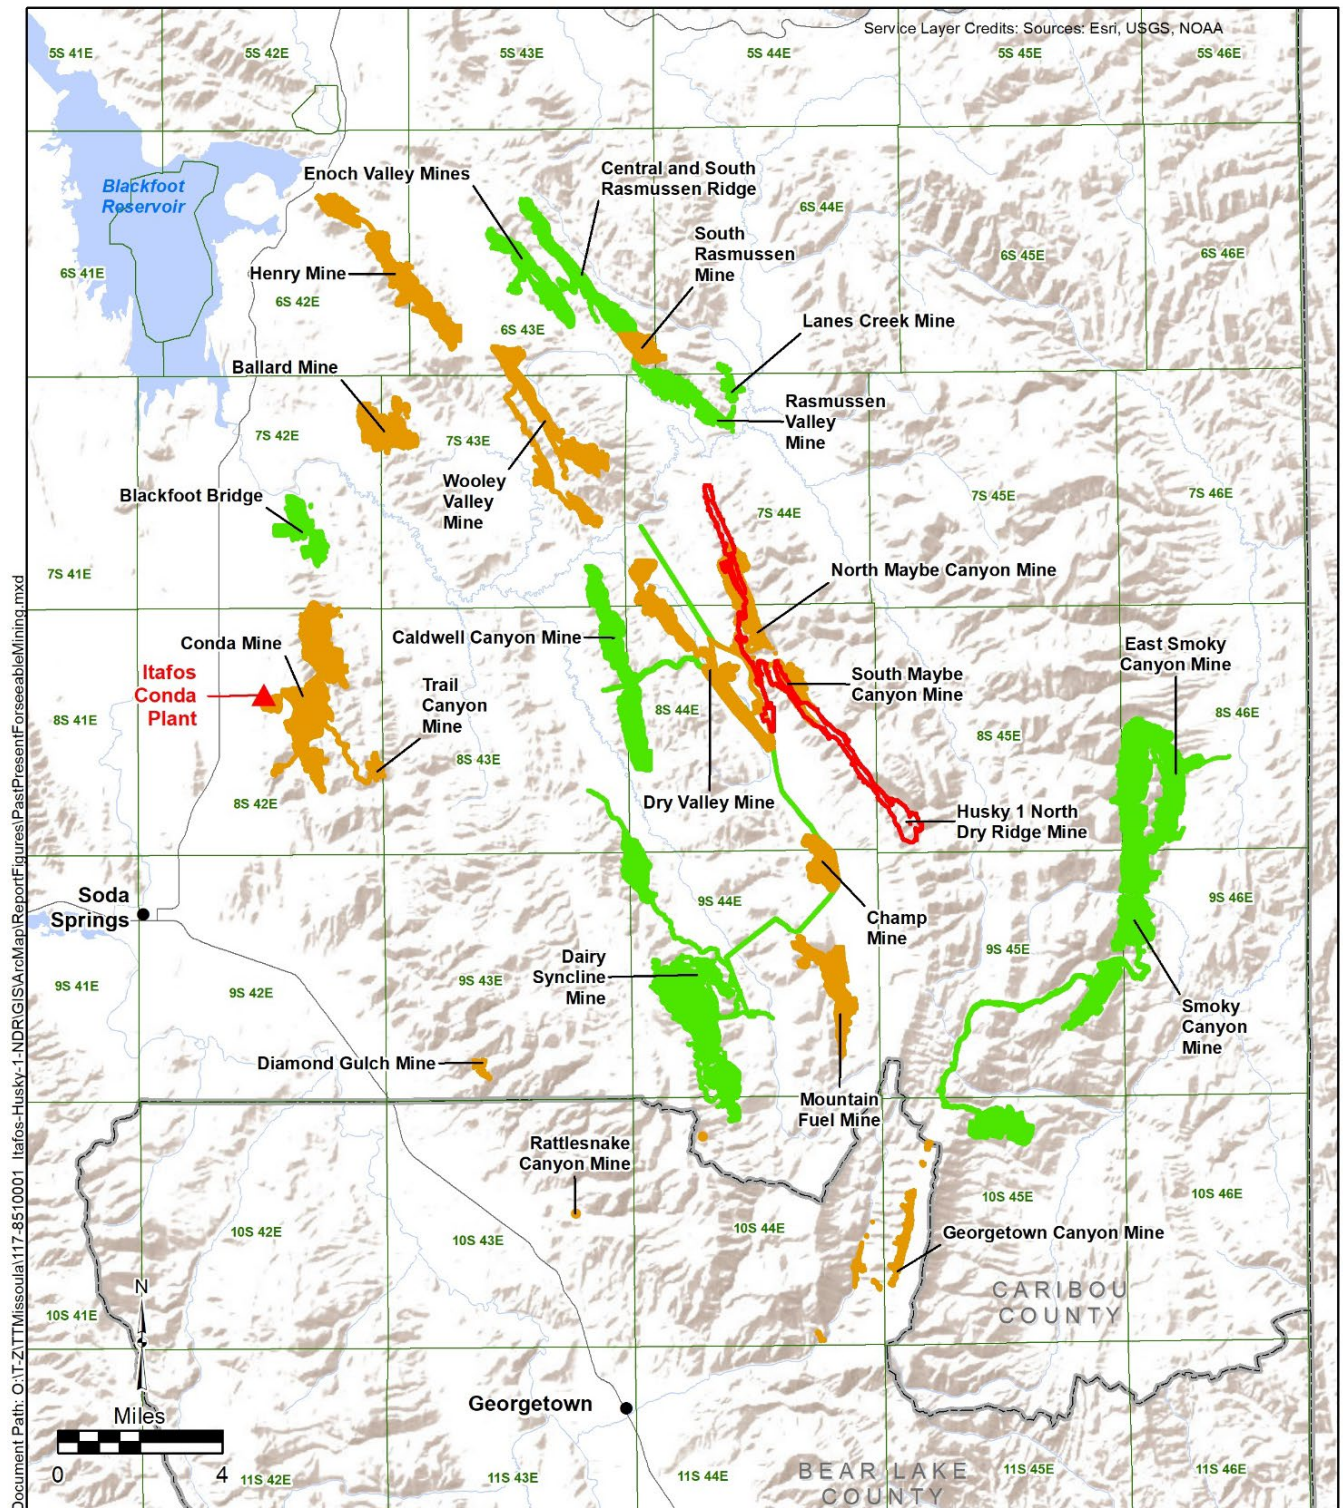 Service Layer Credits: Sources: Esri, USGS, NOAA
5S 41E
5S 42E
5S 43E
5S 44E
5S 45E
5S 46E
Blackfoot
Reservoir
Enoch Valley Mines
Central and South
Rasmussen Ridge
6S 44E
South
Rasmussen
Mine
6S 41E
Henry Mine
6S 42E
6S 45E
6S 46E
6S 43E
Lanes Creek Mine
Ballard Mine
Rasmussen
Valley
Mine
7S 42E
7S 43E
Wooley
Valley
Mine
Blackfoot Bridge
7S 44E
7S 45E
7S 46E
7S 41E
North Maybe Canyon Mine
Conda Mine
Caldwell Canyon Mine
East Smoky
Canyon Mine
Itafos
Conda
Plant
Trail
Canyon
Mine
South Maybe
Canyon Mine
8S 41E
8S 44E
8S 46E
8S 45E
8S 43E
8S 42E
Dry Valley Mine
Husky 1 North
Dry Ridge Mine
Soda
Springs
9S 44E
9S 46E
Champ
Mine
9S 45E
Dairy
Syncline
Mine
9S 41E
9S 42E
9S 43E
Smoky
Canyon
Mine
Diamond Gulch Mine
Mountain
Fuel Mine
Rattlesnake
Canyon Mine
10S 45E
10S 46E
10S 42E
10S 43E
10S 44E
Georgetown Canyon Mine
CARIBOU
COUNTY
N
10S 41E
Georgetown
Miles
0
4
11S 42E
11S 43E
11S 44E
BEAR LAKE
COUNTY
11S 45E
11S 46E
Document Path: O:\T-Z\TTMissoula\117-8510001_Itafos-Husky-1-NDR\GIS\ArcMap\ReportFigures\PastPresentForseeableMining.mxd